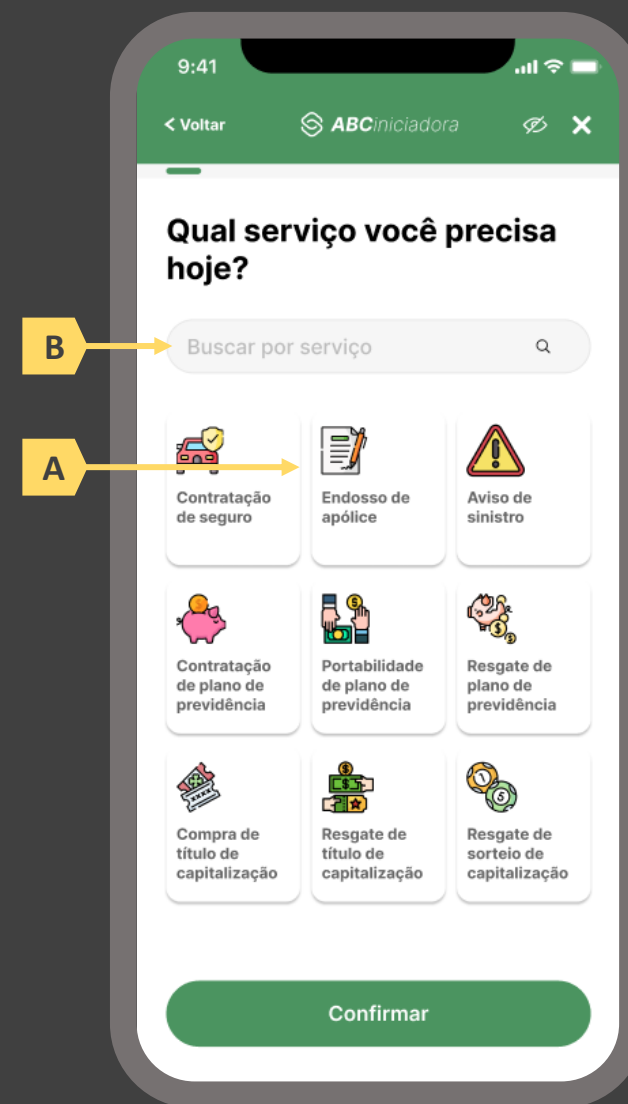 9:41
< Voltar
ABCiniciadora
Qual serviço você precisa
hoje?
B
Buscar por serviço
A
Contratação
de seguro
Endosso de
apólice
Aviso de
sinistro
Contratação
de plano de
previdência
Portabilidade
de plano de
previdência
Resgate de
plano de
previdência
Compra de
título de
capitalização
Resgate de
título de
capitalização
Resgate de
sorteio de
capitalização
Confirmar